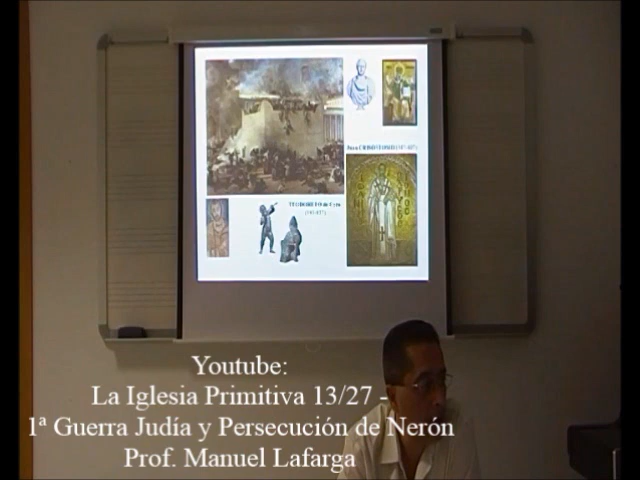 Youtube:
La Iglesia Primitiva 13/27 -
1ª Guerra Judía y Persecución de Nerón
Prof. Manuel Lafarga